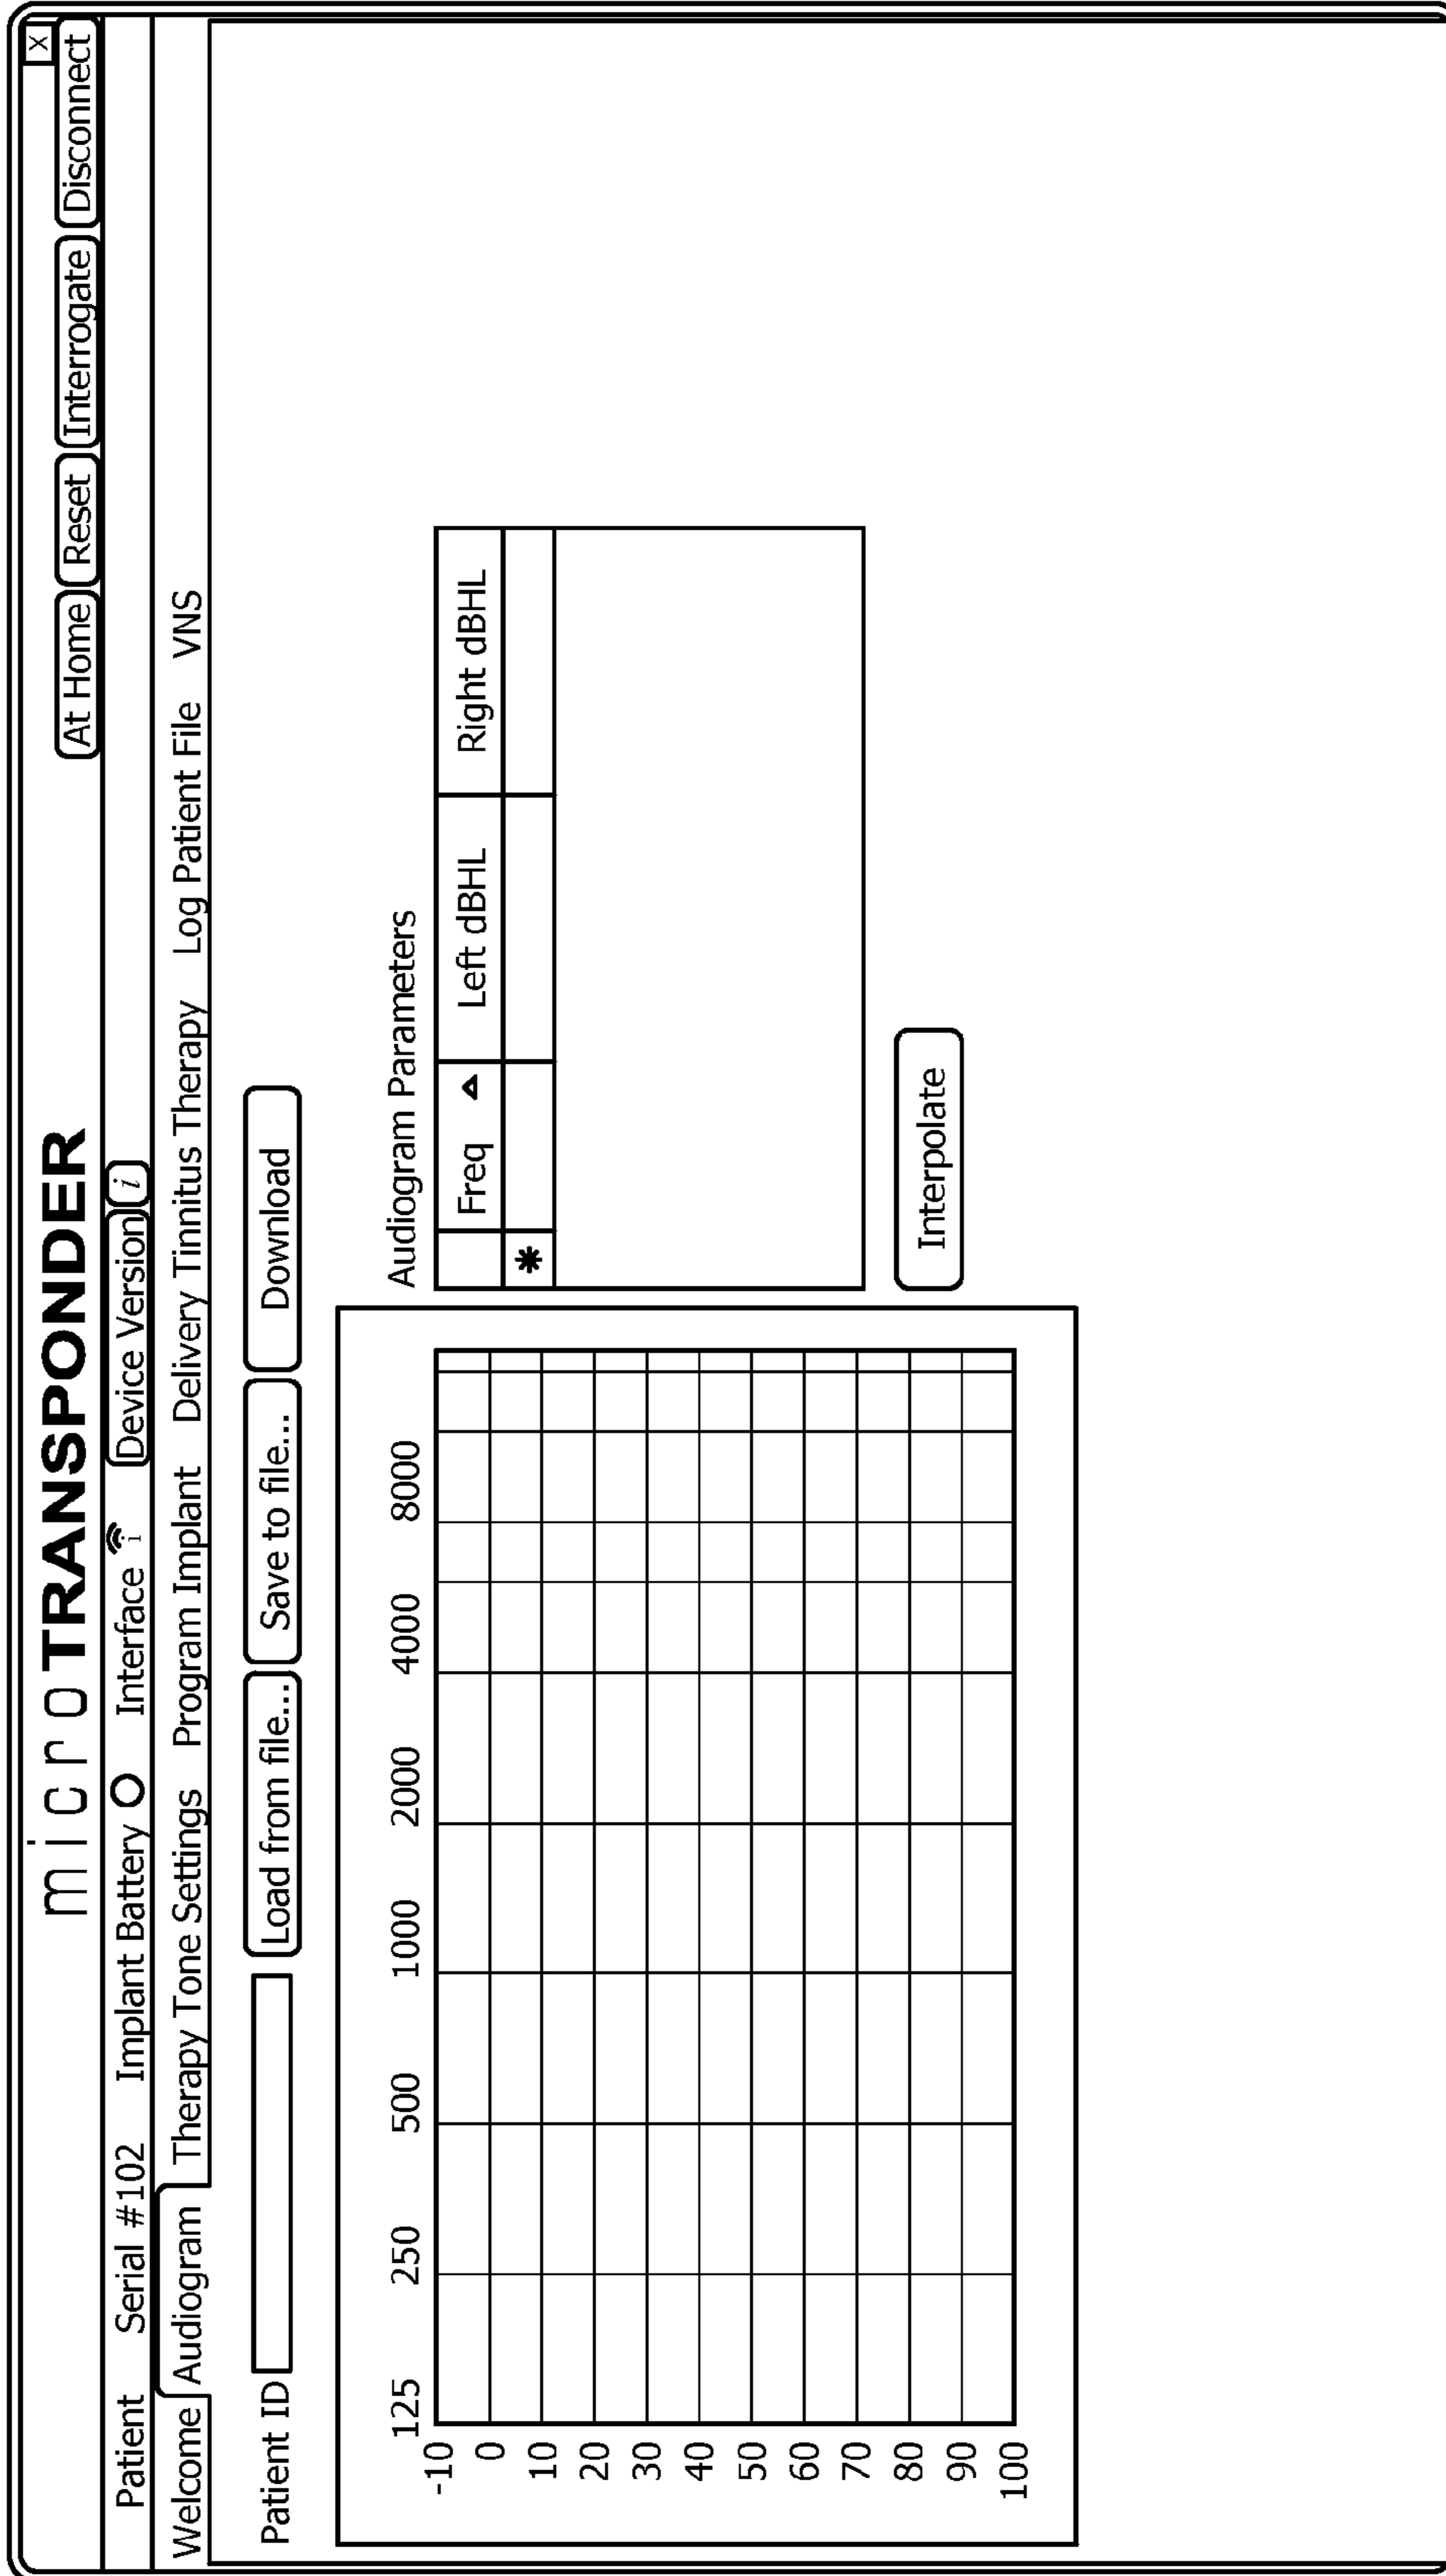 X
microTRANSPONDER
At Home Reset Interrogate Disconnect
Patient Serial #102 Implant Battery Interface i Device Version i
Welcome Audiogram Therapy Tone Settings Program Implant Delivery Tinnitus Therapy Log Patient File VNS
Patient ID Load from file... Save to file... Download
Audiogram Parameters
125 250 500 1000 2000 4000 8000
-10
0
10
20
30
40
50
60
70
80
90
100
Freq Left dBHL Right dBHL
*
Interpolate